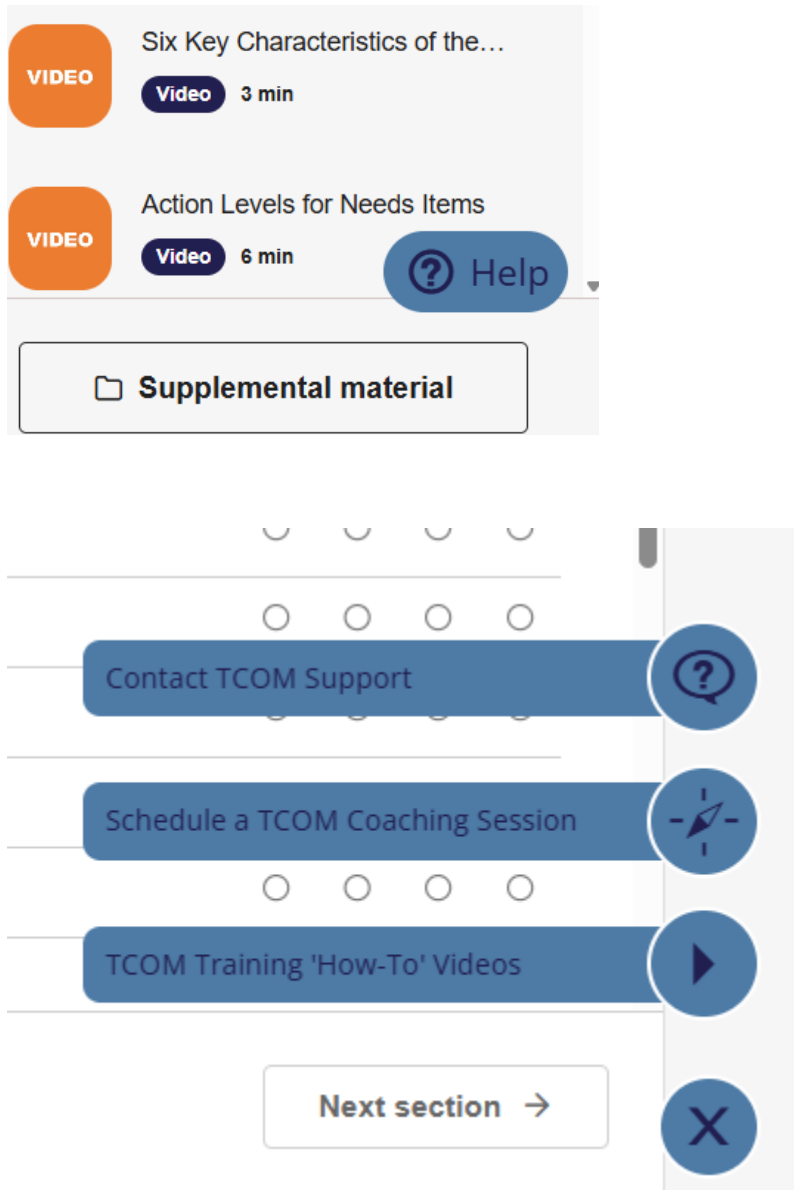 Six Key Characteristics of the…
VIDEO
Video 3 min
Action Levels for Needs Items
VIDEO
Video 6 min
? Help
Supplemental material
Contact TCOM Support ?
Schedule a TCOM Coaching Session
TCOM Training 'How-To' Videos
Next section →
X